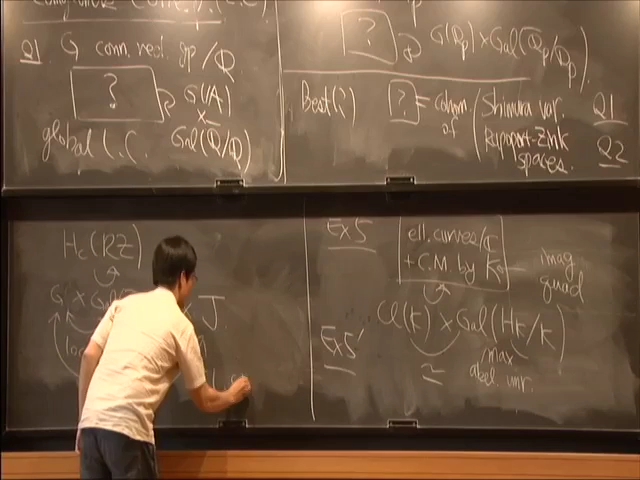 Q1 G conn. red. gp / Q
?
G(A)
×
global L.C. Gal(Q̄/Q)
? G(Qp) × Gal(Q̄p/Qp)
Best(?) ? = cohom of ( Shimura var. Q1
Rapoport-Zink spaces. Q2
Hc(RZ)
G × Gal
J
Ex5 ell. curves/C
+ C.M. by K imag quad
Cl(K) × Gal(HK/K)
Ex5' ≃ max abel. unr.